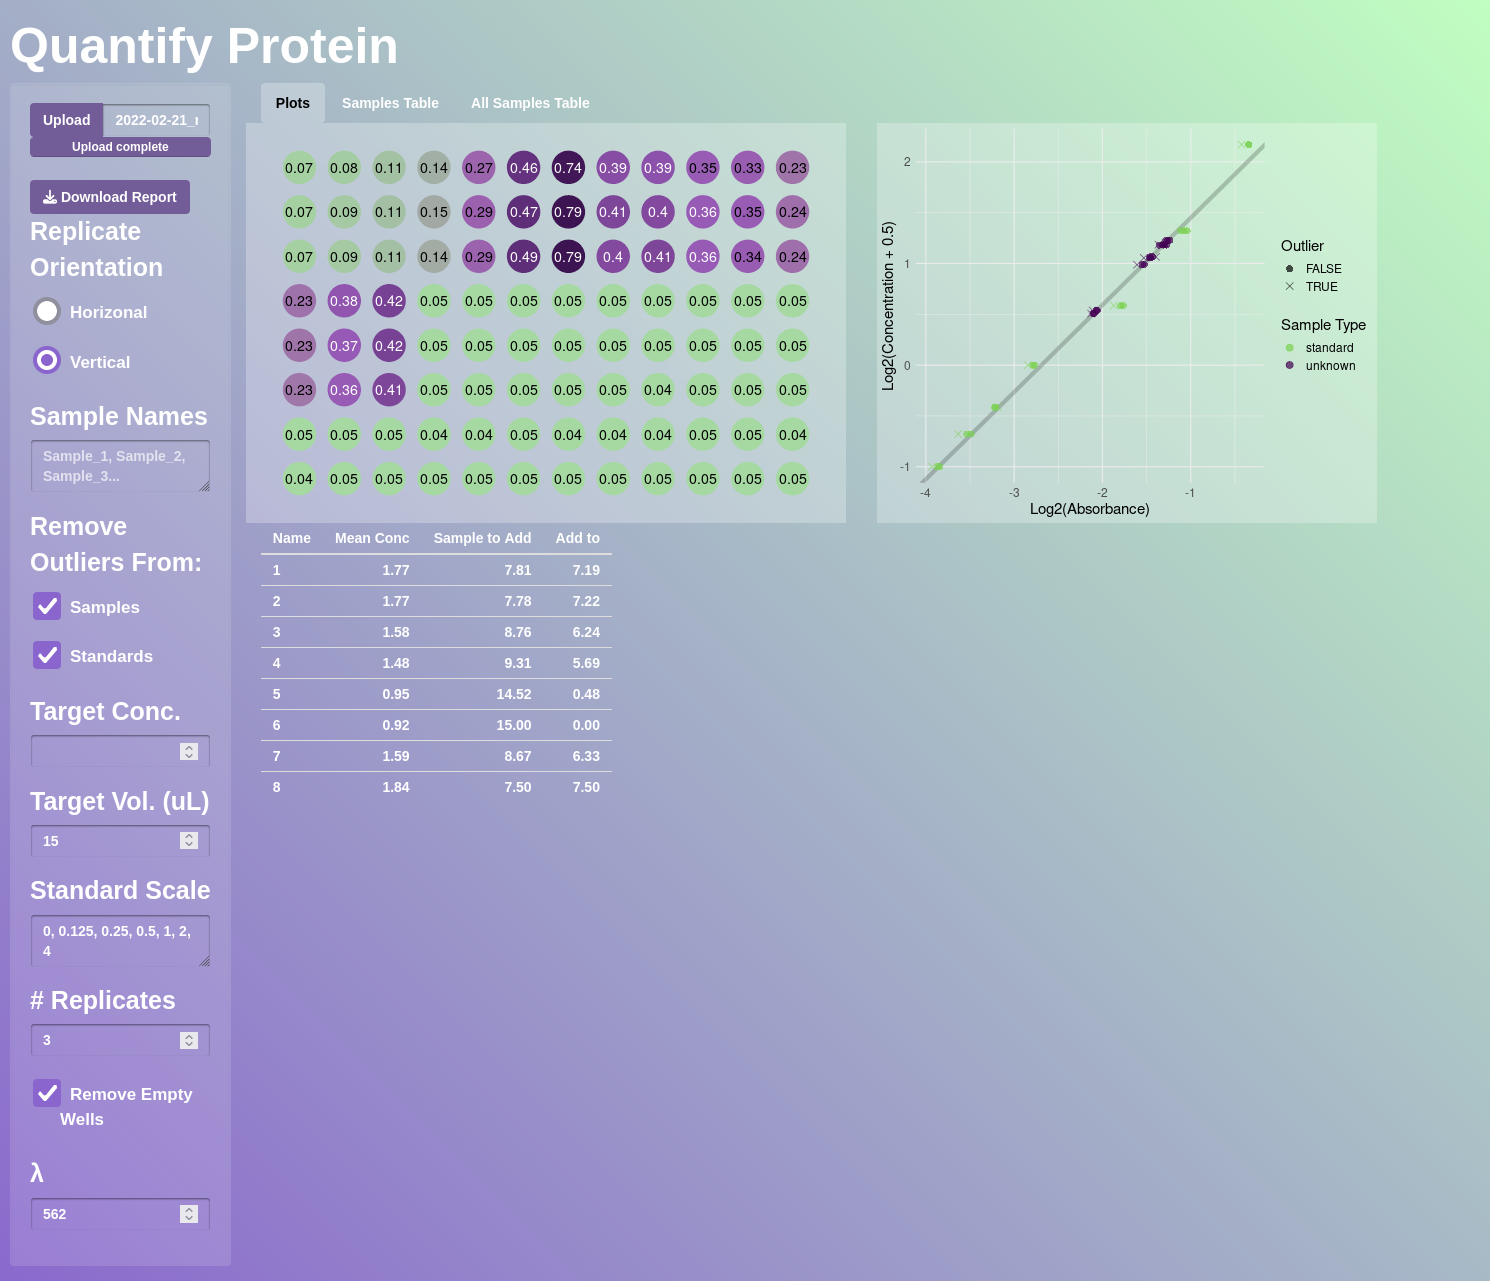 Quantify Protein
Upload 2022-02-21_
Upload complete
Download Report
Replicate
Orientation
Horizonal
Vertical
Sample Names
Sample_1, Sample_2,
Sample_3...
Remove
Outliers From:
Samples
Standards
Target Conc.
Target Vol. (uL)
15
Standard Scale
0, 0.125, 0.25, 0.5, 1, 2,
4
# Replicates
3
Remove Empty
Wells
λ
562
Plots Samples Table All Samples Table
0.07 0.08 0.11 0.14 0.27 0.46 0.74 0.39 0.39 0.35 0.33 0.23
0.07 0.09 0.11 0.15 0.29 0.47 0.79 0.41 0.4 0.36 0.35 0.24
0.07 0.09 0.11 0.14 0.29 0.49 0.79 0.4 0.41 0.36 0.34 0.24
0.23 0.38 0.42 0.05 0.05 0.05 0.05 0.05 0.05 0.05 0.05 0.05
0.23 0.37 0.42 0.05 0.05 0.05 0.05 0.05 0.05 0.05 0.05 0.05
0.23 0.36 0.41 0.05 0.05 0.05 0.05 0.05 0.04 0.05 0.05 0.05
0.05 0.05 0.05 0.04 0.04 0.05 0.04 0.04 0.04 0.05 0.05 0.04
0.04 0.05 0.05 0.05 0.05 0.05 0.05 0.05 0.05 0.05 0.05 0.05
Log2(Concentration + 0.5)
2
1
0
-1
-4 -3 -2 -1
Log2(Absorbance)
Outlier
FALSE
TRUE
Sample Type
standard
unknown
Name Mean Conc Sample to Add Add to
1 1.77 7.81 7.19
2 1.77 7.78 7.22
3 1.58 8.76 6.24
4 1.48 9.31 5.69
5 0.95 14.52 0.48
6 0.92 15.00 0.00
7 1.59 8.67 6.33
8 1.84 7.50 7.50